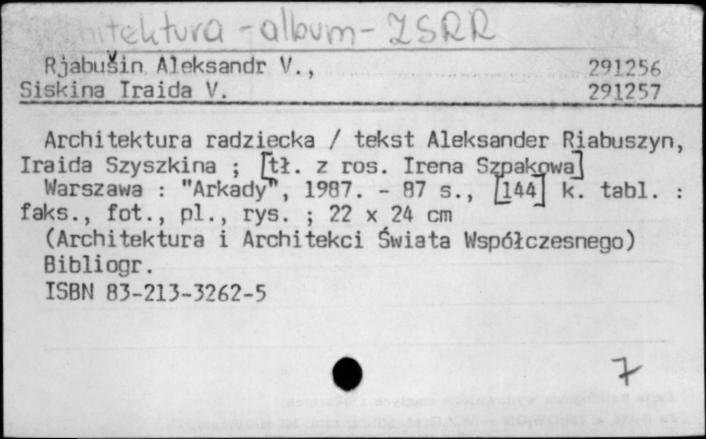 Architektura - album - ZSRR
Rjabušin Aleksandr V., 291256
Siskina Iraida V. 291257
Architektura radziecka / tekst Aleksander Riabuszyn,
Iraida Szyszkina ; [tł. z ros. Irena Szpakowa]
Warszawa : "Arkady", 1987. - 87 s., [144] k. tabl. :
faks., fot., pl., rys. ; 22 x 24 cm
(Architektura i Architekci Świata Współczesnego)
Bibliogr.
ISBN 83-213-3262-5
7